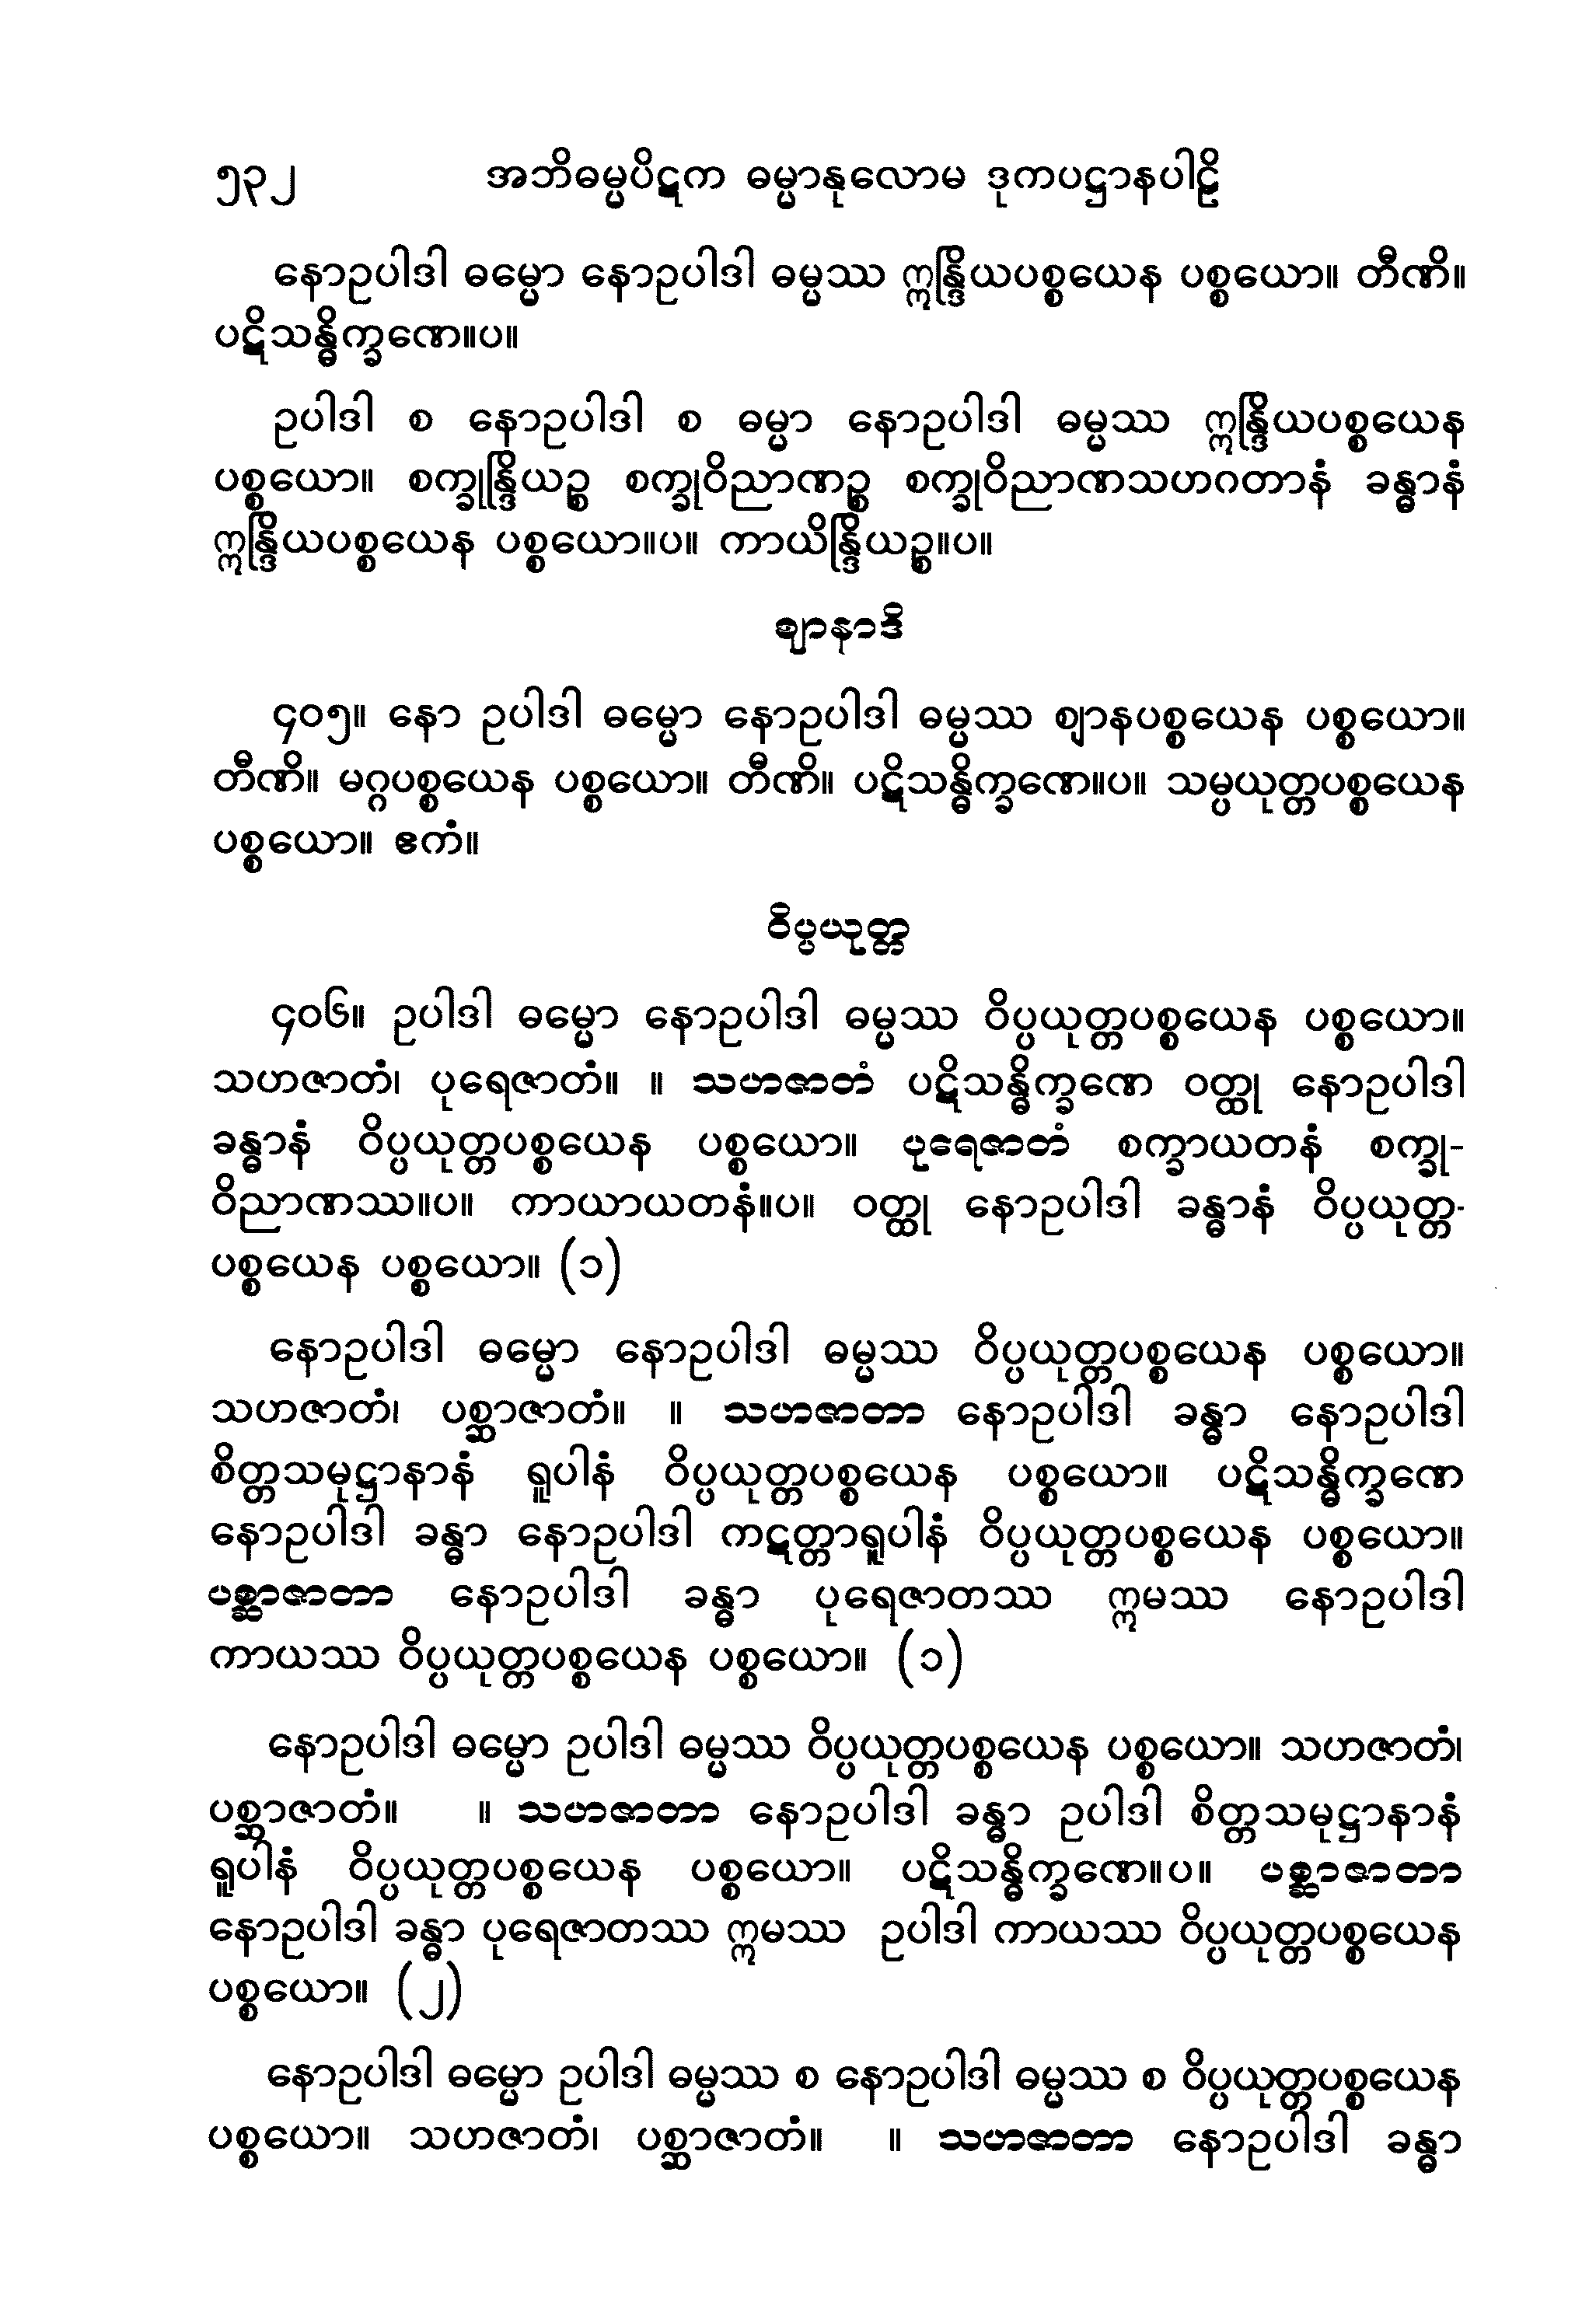 ၅၃၂ အဘိဓမ္မပိဋက ဓမ္မာနုလောမ ဒုကပဋ္ဌာနပါဠိ
နောဥပါဒါ ဓမ္မော နောဥပါဒါ ဓမ္မဿ ဣန္ဒြိယပစ္စယေန ပစ္စယော။ တီဏိ။
ပဋိသန္ဓိက္ခဏေ။ပ။
ဥပါဒါ စ နောဥပါဒါ စ ဓမ္မာ နောဥပါဒါ ဓမ္မဿ ဣန္ဒြိယပစ္စယေန
ပစ္စယော။ စက္ခုန္ဒြိယဉ္စ စက္ခုဝိညာဏဉ္စ စက္ခုဝိညာဏသဟဂတာနံ ခန္ဓာနံ
ဣန္ဒြိယပစ္စယေန ပစ္စယော။ပ။ ကာယိန္ဒြိယဉ္စ။ပ။
ဈာနာဒိ
၄၀၅။ နော ဥပါဒါ ဓမ္မော နောဥပါဒါ ဓမ္မဿ ဈာနပစ္စယေန ပစ္စယော။
တီဏိ။ မဂ္ဂပစ္စယေန ပစ္စယော။ တီဏိ။ ပဋိသန္ဓိက္ခဏေ။ပ။ သမ္ပယုတ္တပစ္စယေန
ပစ္စယော။ ဧကံ။
ဝိပ္ပယုတ္တ
၄၀၆။ ဥပါဒါ ဓမ္မော နောဥပါဒါ ဓမ္မဿ ဝိပ္ပယုတ္တပစ္စယေန ပစ္စယော။
သဟဇာတံ၊ ပုရေဇာတံ။ ။ သဟဇာတံ ပဋိသန္ဓိက္ခဏေ ဝတ္ထု နောဥပါဒါ
ခန္ဓာနံ ဝိပ္ပယုတ္တပစ္စယေန ပစ္စယော။ ပုရေဇာတံ စက္ခာယတနံ စက္ခု-
ဝိညာဏဿ။ပ။ ကာယာယတနံ။ပ။ ဝတ္ထု နောဥပါဒါ ခန္ဓာနံ ဝိပ္ပယုတ္တ-
ပစ္စယေန ပစ္စယော။ (၁)
နောဥပါဒါ ဓမ္မော နောဥပါဒါ ဓမ္မဿ ဝိပ္ပယုတ္တပစ္စယေန ပစ္စယော။
သဟဇာတံ၊ ပစ္ဆာဇာတံ။ ။ သဟဇာတာ နောဥပါဒါ ခန္ဓာ နောဥပါဒါ
စိတ္တသမုဋ္ဌာနာနံ ရူပါနံ ဝိပ္ပယုတ္တပစ္စယေန ပစ္စယော။ ပဋိသန္ဓိက္ခဏေ
နောဥပါဒါ ခန္ဓာ နောဥပါဒါ ကဋတ္တာရူပါနံ ဝိပ္ပယုတ္တပစ္စယေန ပစ္စယော။
ပစ္ဆာဇာတာ နောဥပါဒါ ခန္ဓာ ပုရေဇာတဿ ဣမဿ နောဥပါဒါ
ကာယဿ ဝိပ္ပယုတ္တပစ္စယေန ပစ္စယော။ (၁)
နောဥပါဒါ ဓမ္မော ဥပါဒါ ဓမ္မဿ ဝိပ္ပယုတ္တပစ္စယေန ပစ္စယော။ သဟဇာတံ၊
ပစ္ဆာဇာတံ။ ။ သဟဇာတာ နောဥပါဒါ ခန္ဓာ ဥပါဒါ စိတ္တသမုဋ္ဌာနာနံ
ရူပါနံ ဝိပ္ပယုတ္တပစ္စယေန ပစ္စယော။ ပဋိသန္ဓိက္ခဏေ။ပ။ ပစ္ဆာဇာတာ
နောဥပါဒါ ခန္ဓာ ပုရေဇာတဿ ဣမဿ ဥပါဒါ ကာယဿ ဝိပ္ပယုတ္တပစ္စယေန
ပစ္စယော။ (၂)
နောဥပါဒါ ဓမ္မော ဥပါဒါ ဓမ္မဿ စ နောဥပါဒါ ဓမ္မဿ စ ဝိပ္ပယုတ္တပစ္စယေန
ပစ္စယော။ သဟဇာတံ၊ ပစ္ဆာဇာတံ။ ။ သဟဇာတာ နောဥပါဒါ ခန္ဓာ